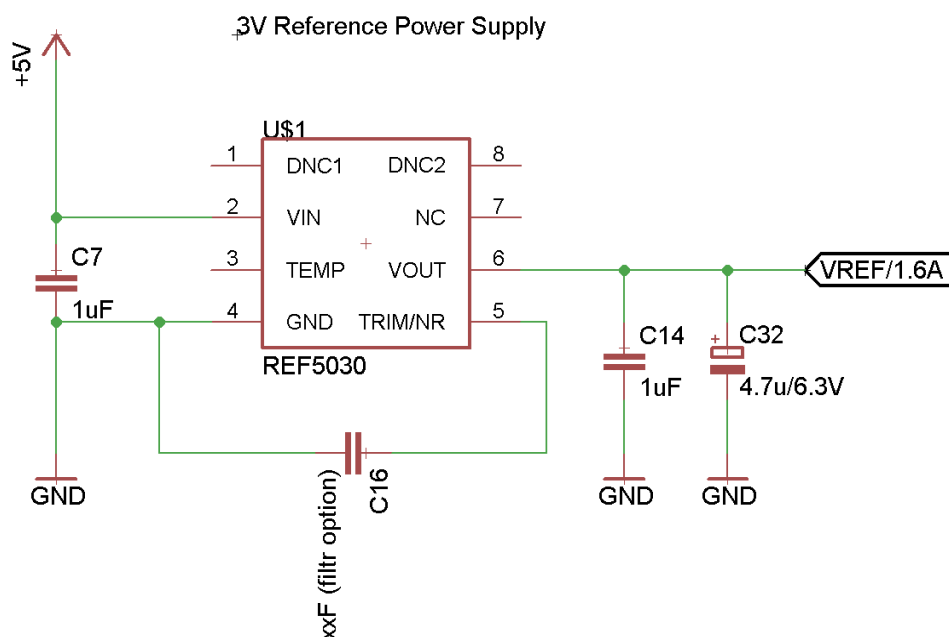 3V Reference Power Supply
+5V
U$1
1 DNC1 DNC2 8
2 VIN NC 7
3 TEMP VOUT 6
4 GND TRIM/NR 5
REF5030
C7
1uF
VREF/1.6A
C14
1uF
+
C32
4.7u/6.3V
C16
xxF (filtr option)
GND
GND
GND